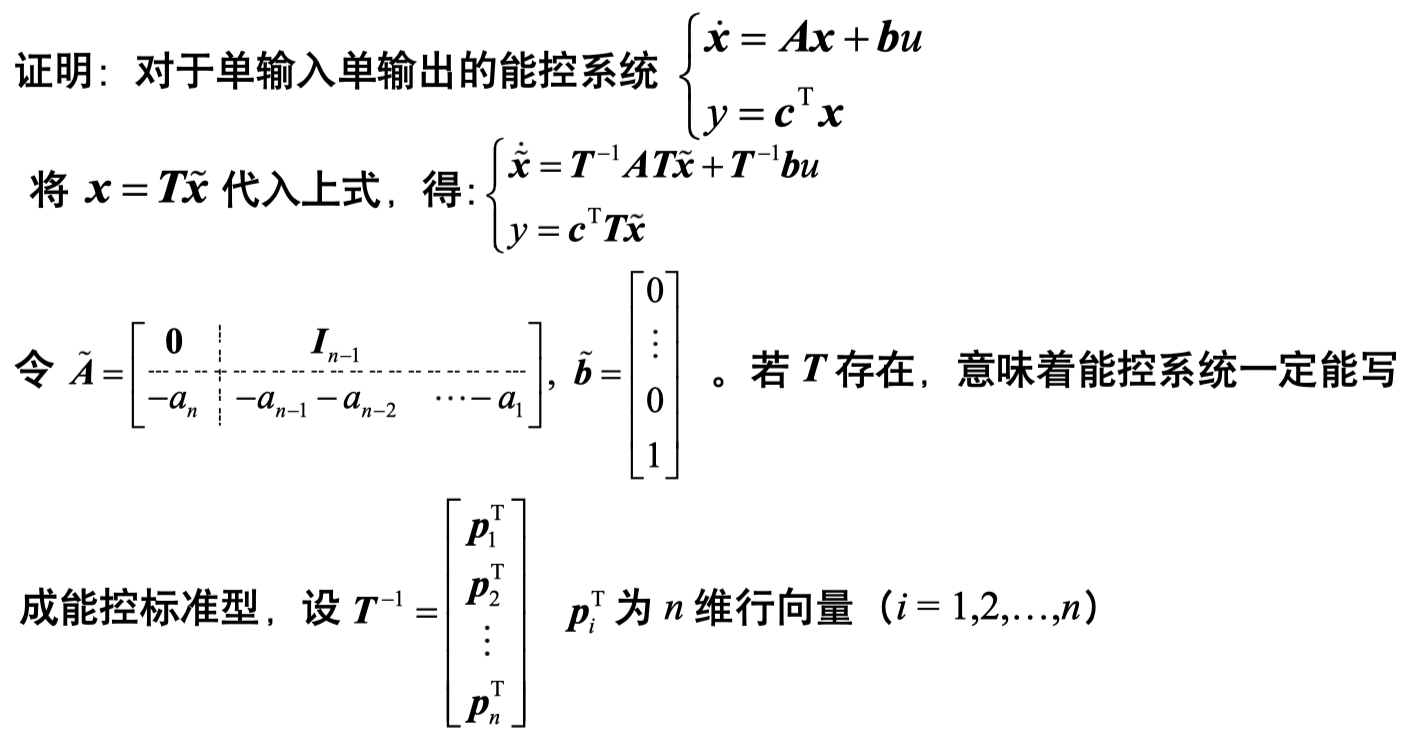 证明：对于单输入单输出的能控系统 $\begin{cases} \dot{\boldsymbol{x}} = \boldsymbol{A}\boldsymbol{x} + \boldsymbol{b}u \\ y = \boldsymbol{c}^{\mathrm{T}}\boldsymbol{x} \end{cases}$
将 $\boldsymbol{x} = \boldsymbol{T}\tilde{\boldsymbol{x}}$ 代入上式，得: $\begin{cases} \dot{\tilde{\boldsymbol{x}}} = \boldsymbol{T}^{-1}\boldsymbol{A}\boldsymbol{T}\tilde{\boldsymbol{x}} + \boldsymbol{T}^{-1}\boldsymbol{b}u \\ y = \boldsymbol{c}^{\mathrm{T}}\boldsymbol{T}\tilde{\boldsymbol{x}} \end{cases}$
令 $\tilde{\boldsymbol{A}} = \left[\begin{array}{c:c} \boldsymbol{0} & \boldsymbol{I}_{n-1} \\ \hdashline -a_n & -a_{n-1} - a_{n-2} \quad \cdots - a_1 \end{array}\right], \tilde{\boldsymbol{b}} = \begin{bmatrix} 0 \\ \vdots \\ 0 \\ 1 \end{bmatrix}$ 。若 $\boldsymbol{T}$ 存在，意味着能控系统一定能写
成能控标准型，设 $\boldsymbol{T}^{-1} = \begin{bmatrix} \boldsymbol{p}_1^{\mathrm{T}} \\ \boldsymbol{p}_2^{\mathrm{T}} \\ \vdots \\ \boldsymbol{p}_n^{\mathrm{T}} \end{bmatrix}$ $\boldsymbol{p}_i^{\mathrm{T}}$ 为 $n$ 维行向量（$i = 1,2,\ldots,n$）